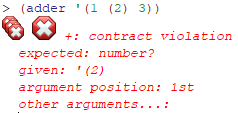 > (adder '(1 (2) 3))
+: contract violation
expected: number?
given: '(2)
argument position: 1st
other arguments...: